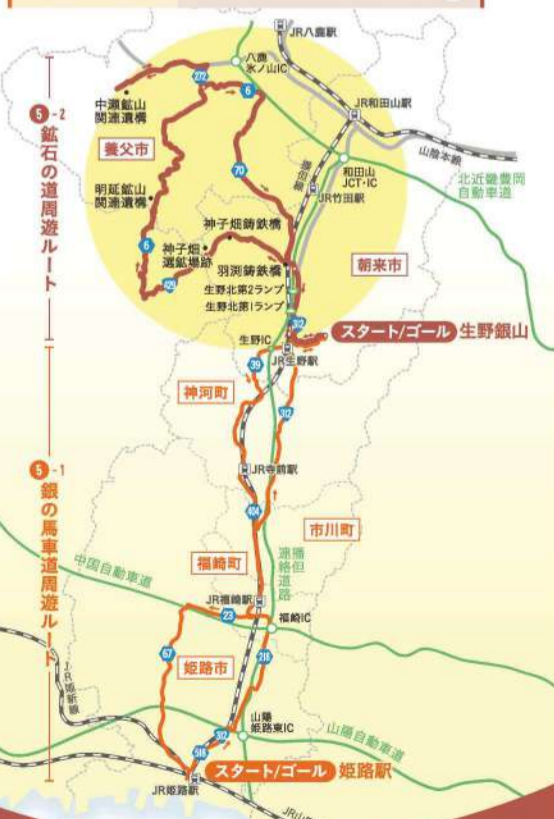 JR八鹿駅
八鹿
氷ノ山IC
272
6
中瀬鉱山
関連遺構
JR和田山駅
⑤-2 鉱石の道周遊ルート
養父市
山陰本線
70
播但線
和田山
JCT・IC
北近畿豊岡
自動車道
JR竹田駅
明延鉱山
関連遺構
神子畑鋳鉄橋
6
神子畑
選鉱場跡
羽渕鋳鉄橋
朝来市
429
生野北第2ランプ
生野北第1ランプ
312
スタート/ゴール 生野銀山
生野IC
JR生野駅
39
神河町
312
⑤-1 銀の馬車道周遊ルート
JR寺前駅
404
市川町
中国自動車道
福崎町
播但
連絡道路
JR福崎駅
23
福崎IC
67
218
姫路市
JR姫新線
山陽
姫路東IC
312
山陽自動車道
516
スタート/ゴール 姫路駅
JR姫路駅
JR山